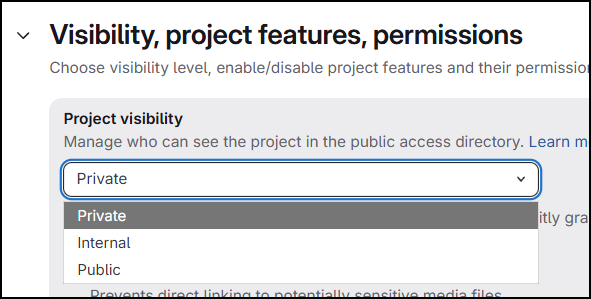 Visibility, project features, permissions
Choose visibility level, enable/disable project features and their permission
Project visibility
Manage who can see the project in the public access directory. Learn m
Private
Private
itly gra
Internal
Public
Prevents direct linking to potentially sensitive media files